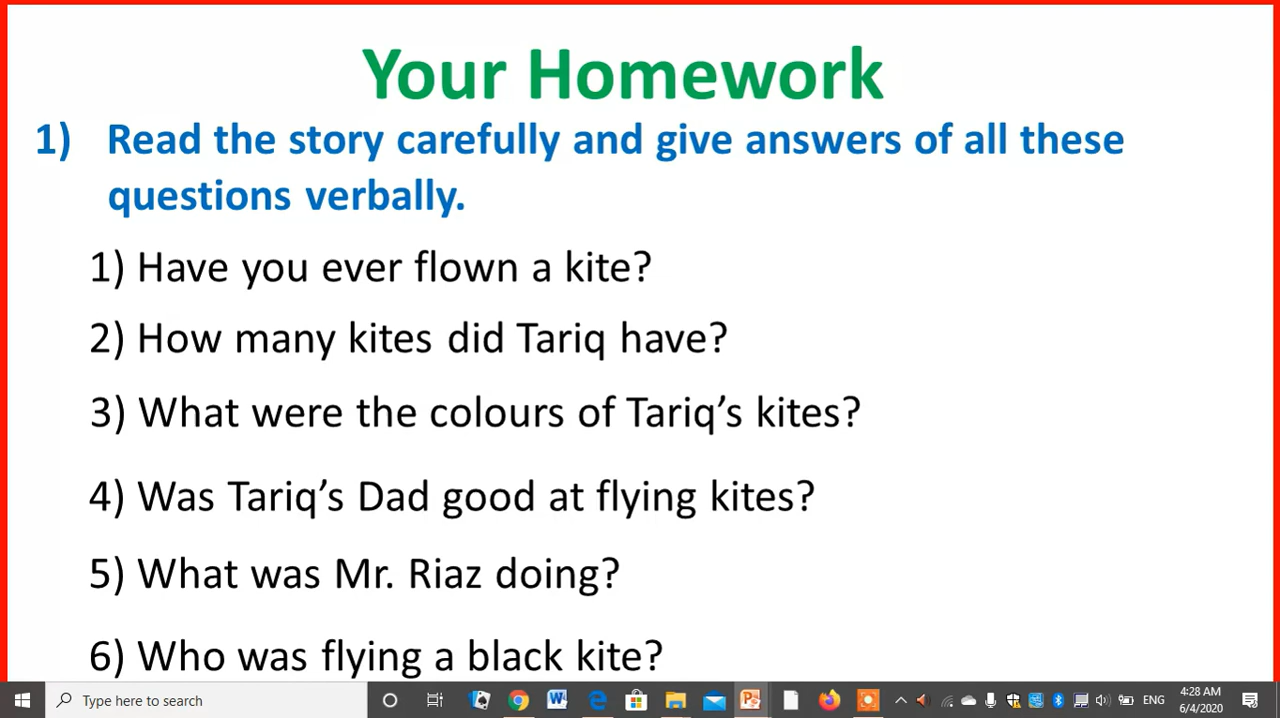 Your Homework
1) Read the story carefully and give answers of all these
questions verbally.
1) Have you ever flown a kite?
2) How many kites did Tariq have?
3) What were the colours of Tariq’s kites?
4) Was Tariq’s Dad good at flying kites?
5) What was Mr. Riaz doing?
6) Who was flying a black kite?
Type here to search
ENG
4:28 AM
6/4/2020